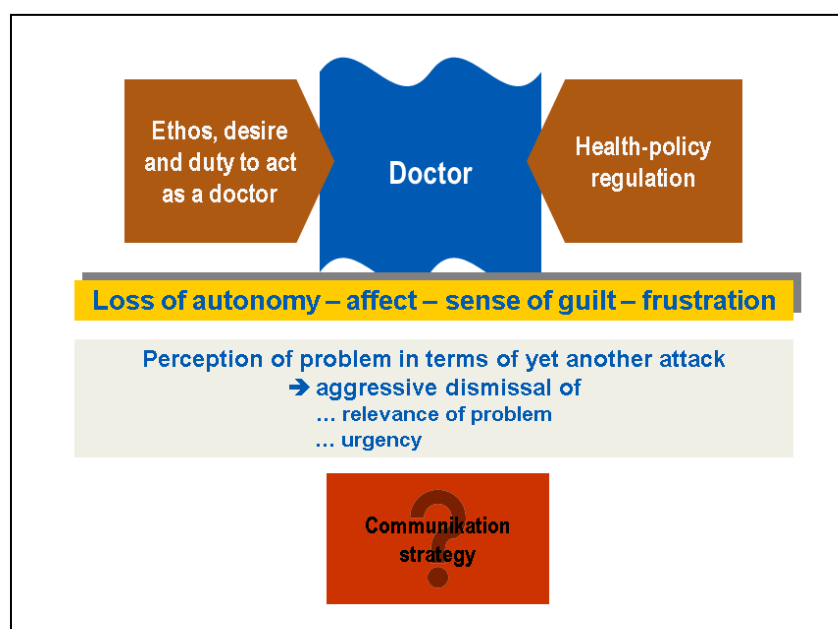 Ethos, desire
and duty to act
as a doctor
Doctor
Health-policy
regulation
Loss of autonomy – affect – sense of guilt – frustration
Perception of problem in terms of yet another attack
➔ aggressive dismissal of
... relevance of problem
... urgency
?
Communikation
strategy